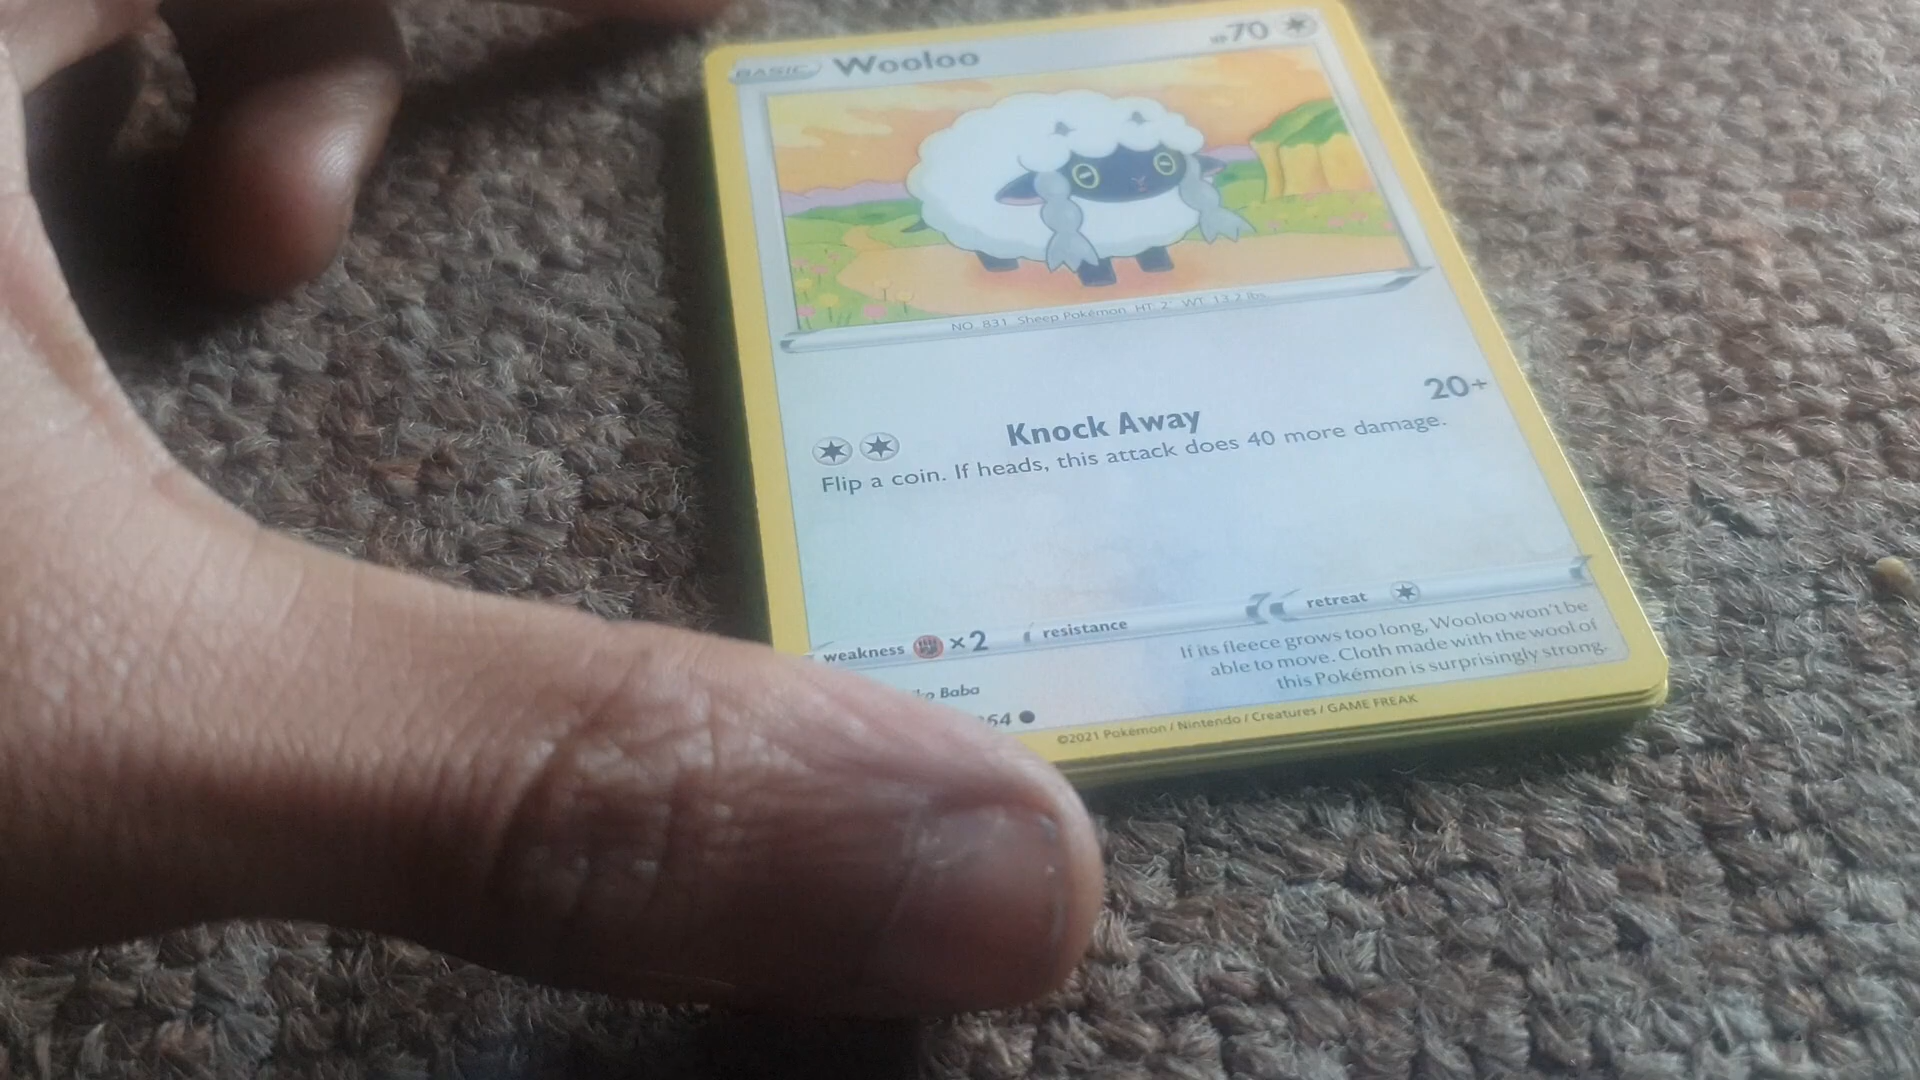 BASIC Wooloo HP70
NO. 831 Sheep Pokémon HT: 2' WT: 13.2 lbs.
Knock Away 20+
Flip a coin. If heads, this attack does 40 more damage.
weakness ×2 resistance retreat
If its fleece grows too long, Wooloo won't be
able to move. Cloth made with the wool of
this Pokémon is surprisingly strong.
Baba
©2021 Pokémon / Nintendo / Creatures / GAME FREAK